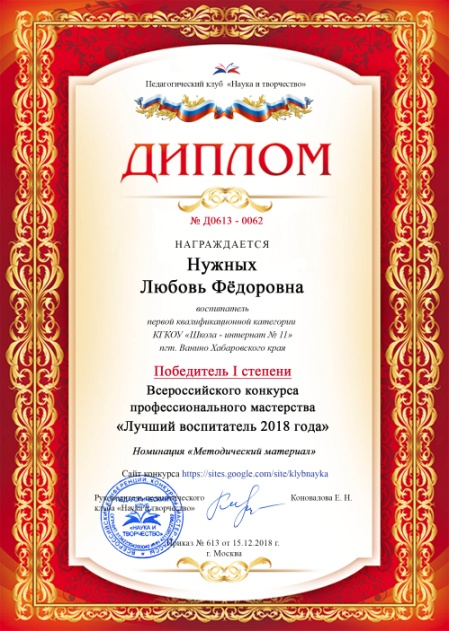 Педагогический клуб «Наука и творчество»
ДИПЛОМ
№ Д0613 - 0062
НАГРАЖДАЕТСЯ
Нужных
Любовь Фёдоровна
воспитатель
первой квалификационной категории
КГКОУ «Школа - интернат № 11»
пгт. Ванино Хабаровского края
Победитель I степени
Всероссийского конкурса
профессионального мастерства
«Лучший воспитатель 2018 года»
Номинация «Методический материал»
Сайт конкурса https://sites.google.com/site/klybnayka
Руководитель педагогического
клуба «Наука и творчество»
Коновалова Е. Н.
«НАУКА И
ТВОРЧЕСТВО»
Приказ № 613 от 15.12.2018 г.
г. Москва